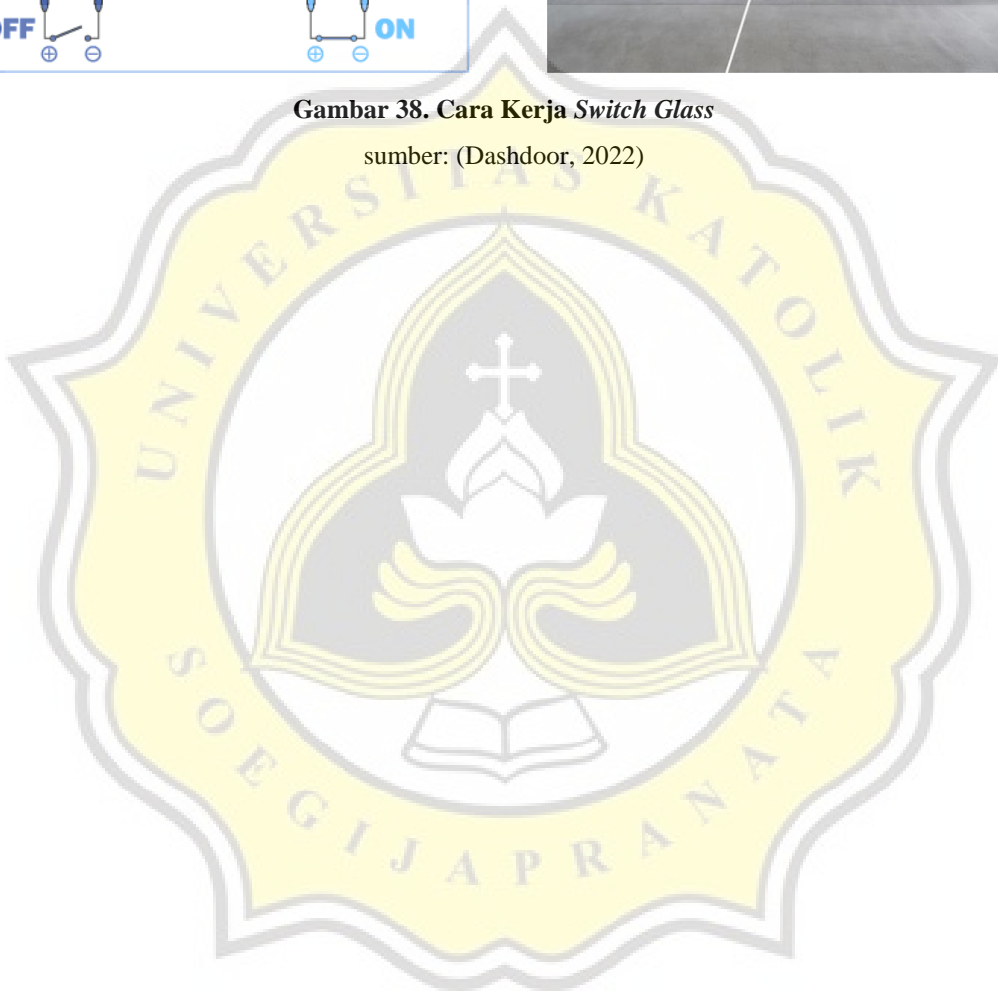 OFF ON
Gambar 38. Cara Kerja Switch Glass
sumber: (Dashdoor, 2022)
UNIVERSITAS KATOLIK
SOEGIJAPRANATA